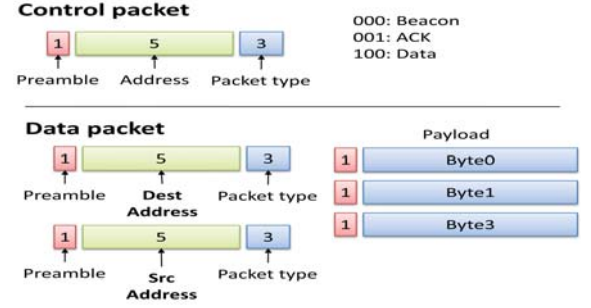 Control packet
000: Beacon
001: ACK
100: Data
1 5 3
Preamble Address Packet type
Data packet
Payload
1 5 3
Preamble Dest Address Packet type
1 5 3
Preamble Src Address Packet type
1 Byte0
1 Byte1
1 Byte3